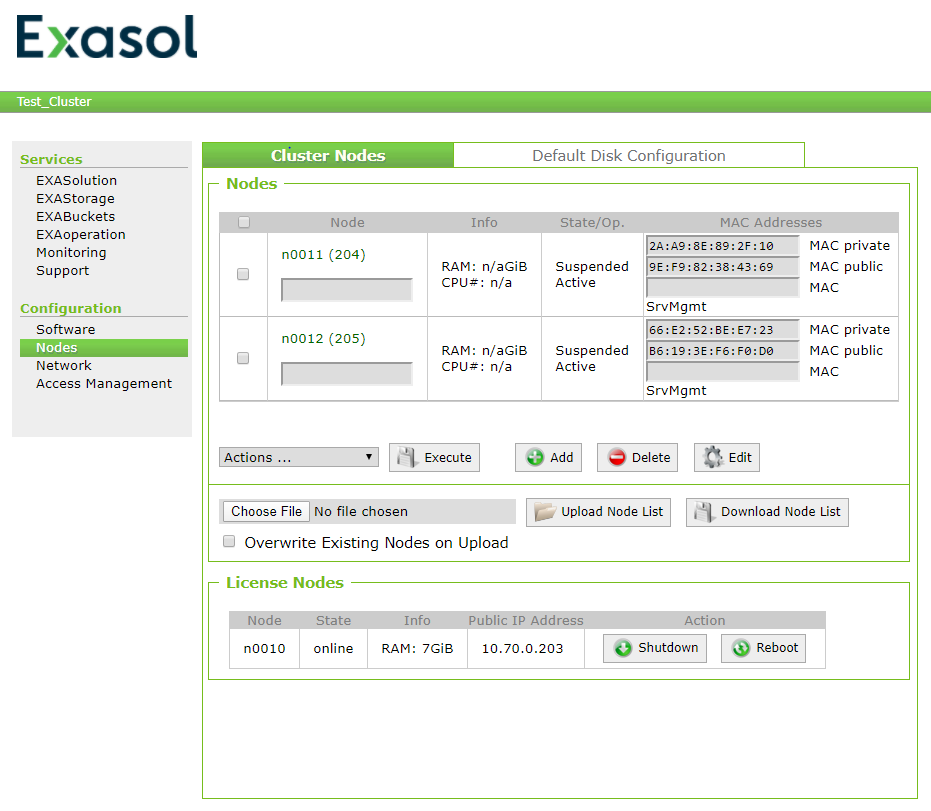 Exasol
Test_Cluster
Services
EXASolution
EXAStorage
EXABuckets
EXAoperation
Monitoring
Support
Configuration
Software
Nodes
Network
Access Management
Cluster Nodes Default Disk Configuration
Nodes
Node Info State/Op. MAC Addresses
n0011 (204)
RAM: n/aGiB
CPU#: n/a
Suspended
Active
2A:A9:8E:89:2F:10 MAC private
9E:F9:82:38:43:69 MAC public
MAC
SrvMgmt
n0012 (205)
RAM: n/aGiB
CPU#: n/a
Suspended
Active
66:E2:52:BE:E7:23 MAC private
B6:19:3E:F6:F0:D0 MAC public
MAC
SrvMgmt
Actions ... Execute Add Delete Edit
Choose File No file chosen Upload Node List Download Node List
Overwrite Existing Nodes on Upload
License Nodes
Node State Info Public IP Address Action
n0010 online RAM: 7GiB 10.70.0.203 Shutdown Reboot